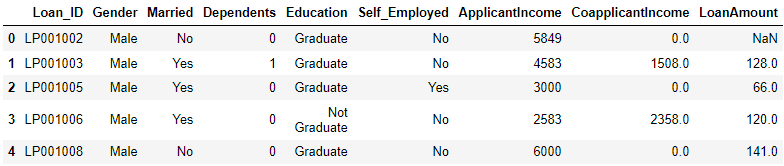 Loan_ID Gender Married Dependents Education Self_Employed ApplicantIncome CoapplicantIncome LoanAmount
0 LP001002 Male No 0 Graduate No 5849 0.0 NaN
1 LP001003 Male Yes 1 Graduate No 4583 1508.0 128.0
2 LP001005 Male Yes 0 Graduate Yes 3000 0.0 66.0
3 LP001006 Male Yes 0 Not Graduate No 2583 2358.0 120.0
4 LP001008 Male No 0 Graduate No 6000 0.0 141.0